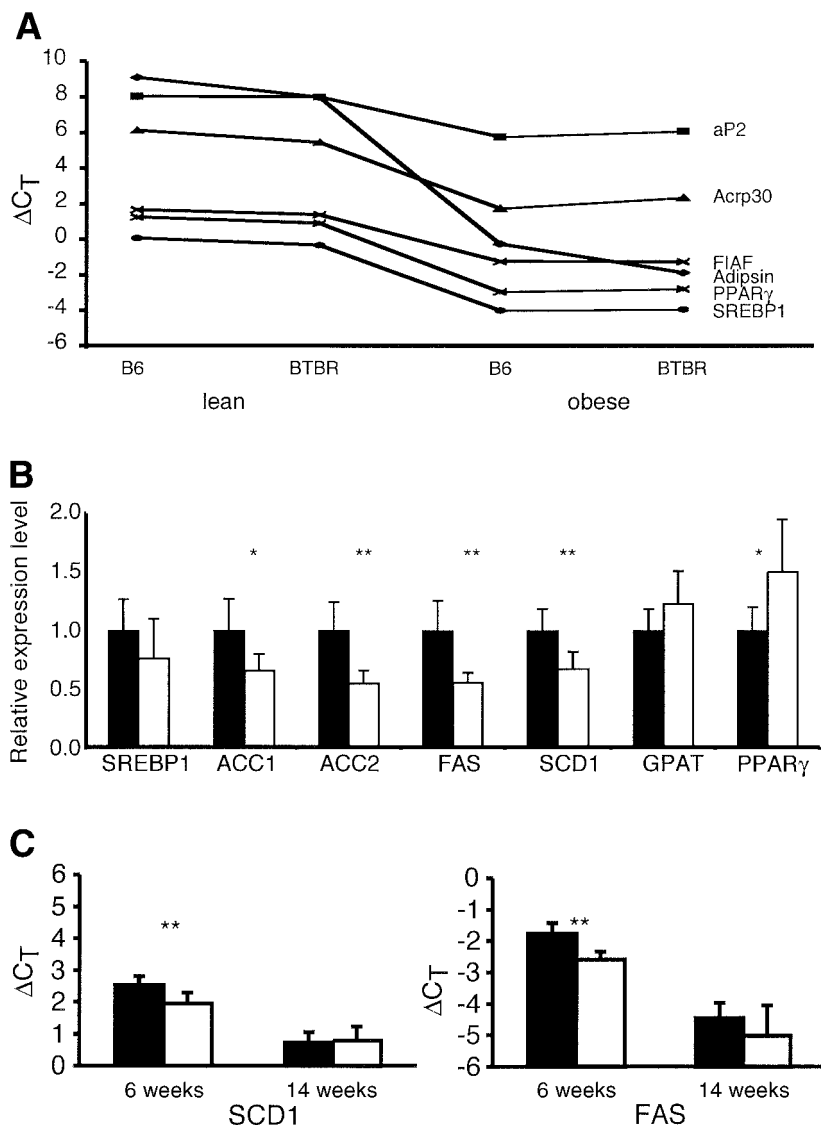 A
10
8
6
4
2
0
-2
-4
-6
ΔCT
aP2
Acrp30
FIAF
Adipsin
PPARγ
SREBP1
B6 BTBR B6 BTBR
lean obese
B
Relative expression level
2.0
1.5
1.0
0.5
0.0
* ** ** ** *
SREBP1 ACC1 ACC2 FAS SCD1 GPAT PPARγ
C
6
5
4
3
2
1
0
ΔCT
**
6 weeks 14 weeks
SCD1
0
-1
-2
-3
-4
-5
-6
ΔCT
**
6 weeks 14 weeks
FAS